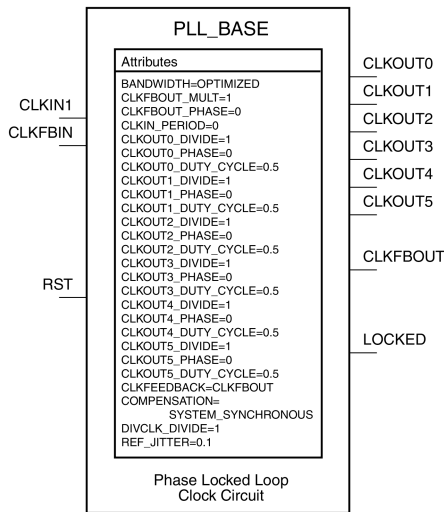 PLL_BASE
Attributes
BANDWIDTH=OPTIMIZED
CLKFBOUT_MULT=1
CLKFBOUT_PHASE=0
CLKIN_PERIOD=0
CLKOUT0_DIVIDE=1
CLKOUT0_PHASE=0
CLKOUT0_DUTY_CYCLE=0.5
CLKOUT1_DIVIDE=1
CLKOUT1_PHASE=0
CLKOUT1_DUTY_CYCLE=0.5
CLKOUT2_DIVIDE=1
CLKOUT2_PHASE=0
CLKOUT2_DUTY_CYCLE=0.5
CLKOUT3_DIVIDE=1
CLKOUT3_PHASE=0
CLKOUT3_DUTY_CYCLE=0.5
CLKOUT4_DIVIDE=1
CLKOUT4_PHASE=0
CLKOUT4_DUTY_CYCLE=0.5
CLKOUT5_DIVIDE=1
CLKOUT5_PHASE=0
CLKOUT5_DUTY_CYCLE=0.5
CLKFEEDBACK=CLKFBOUT
COMPENSATION=
SYSTEM_SYNCHRONOUS
DIVCLK_DIVIDE=1
REF_JITTER=0.1
CLKIN1
CLKFBIN
RST
CLKOUT0
CLKOUT1
CLKOUT2
CLKOUT3
CLKOUT4
CLKOUT5
CLKFBOUT
LOCKED
Phase Locked Loop
Clock Circuit